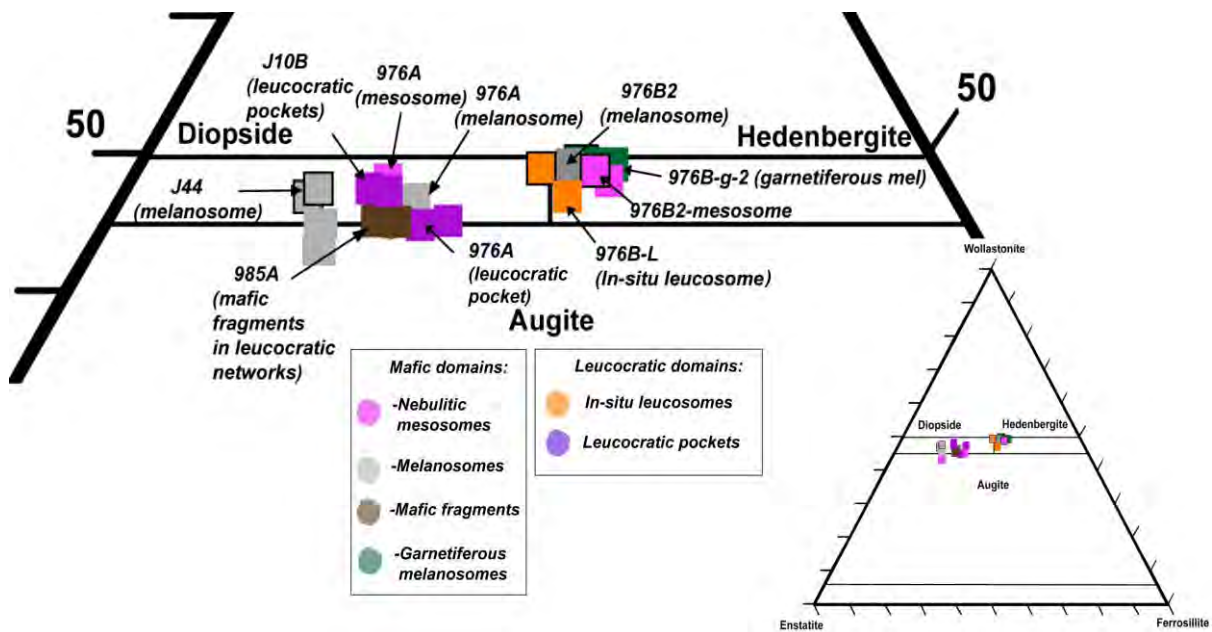 J10B
(leucocratic
pockets)
976A
(mesosome)
976A
(melanosome)
976B2
(melanosome)
50
50
Diopside
Hedenbergite
J44
(melanosome)
976B-g-2 (garnetiferous mel)
976B2-mesosome
985A
(mafic
fragments
in leucocratic
networks)
976A
(leucocratic
pocket)
976B-L
(In-situ leucosome)
Augite
Mafic domains:
-Nebulitic
mesosomes
-Melanosomes
-Mafic fragments
-Garnetiferous
melanosomes
Leucocratic domains:
In-situ leucosomes
Leucocratic pockets
Wollastonite
Diopside
Hedenbergite
Augite
Enstatite
Ferrosillite